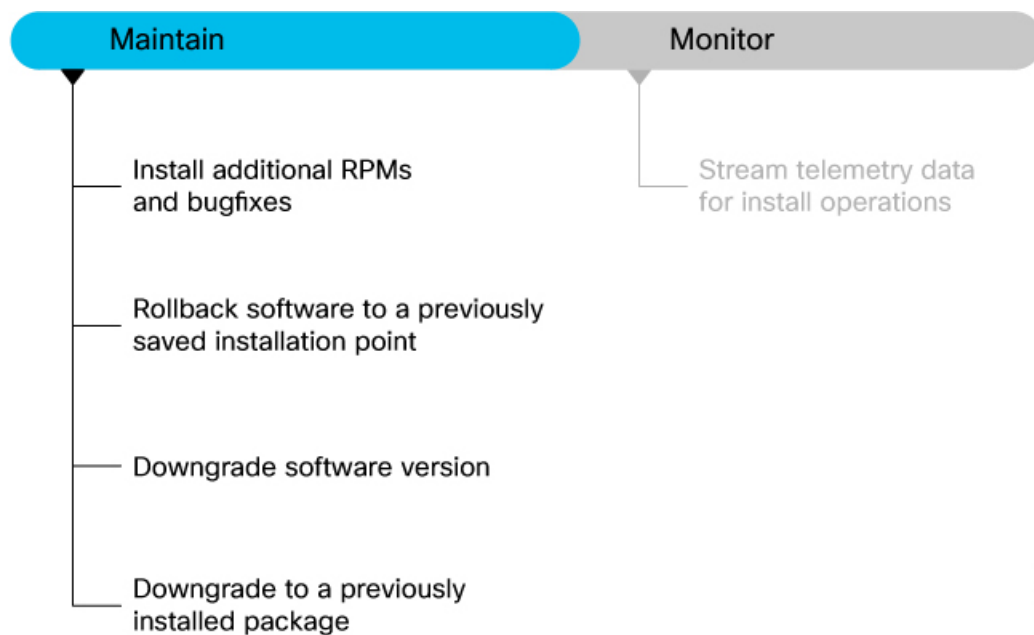 Maintain
Monitor
Install additional RPMs
and bugfixes
Stream telemetry data
for install operations
Rollback software to a previously
saved installation point
Downgrade software version
Downgrade to a previously
installed package